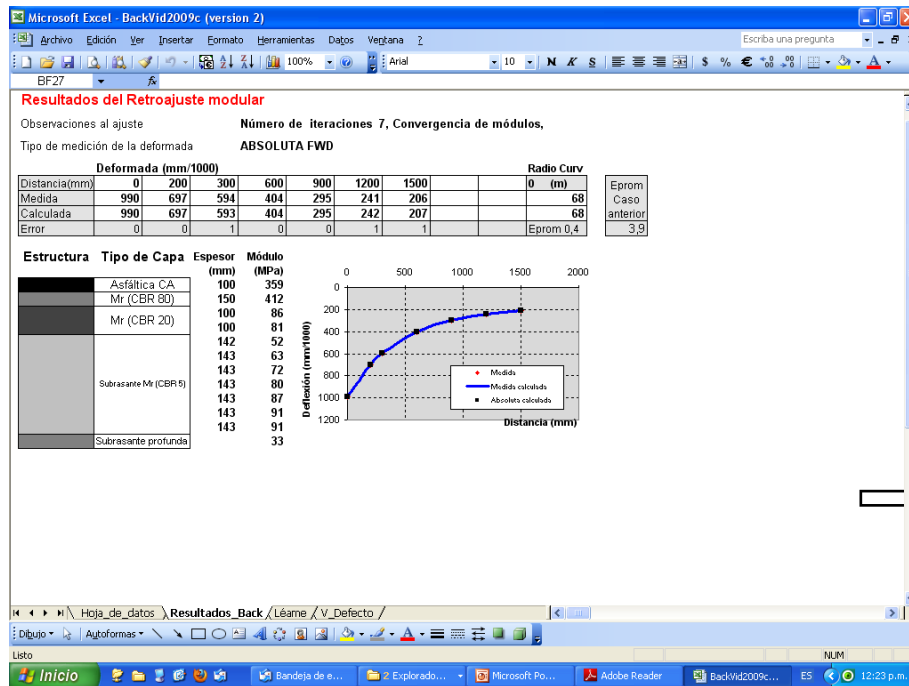 Microsoft Excel - BackVid2009c (version 2)
Archivo Edición Ver Insertar Formato Herramientas Datos Ventana ? Escriba una pregunta
100% Arial 10 N K S $ % €
BF27 fx
Resultados del Retroajuste modular
Observaciones al ajuste Número de iteraciones 7, Convergencia de módulos,
Tipo de medición de la deformada ABSOLUTA FWD
Deformada (mm/1000) Radio Curv
Distancia(mm) 0 200 300 600 900 1200 1500 0 (m) Eprom
Medida 990 697 594 404 295 241 206 68 Caso
Calculada 990 697 593 404 295 242 207 68 anterior
Error 0 0 1 0 0 1 1 Eprom 0,4 3,9
Estructura Tipo de Capa Espesor Módulo
(mm) (MPa)
Asfáltica CA 100 359
Mr (CBR 80) 150 412
Mr (CBR 20) 100 86
100 81
142 52
143 63
143 72
Subrasante Mr (CBR 5) 143 80
143 87
143 91
143 91
Subrasante profunda 33
0 500 1000 1500 2000
0
200
400
600
800
1000
1200
Deflexión (mm/1000)
Medida
Medida calculada
Absoluta calculada
Distancia (mm)
Hoja_de_datos Resultados_Back Léame V_Defecto
Dibujo Autoformas
Listo NUM
Inicio Bandeja de e... 2 Explorado... Microsoft Po... Adobe Reader BackVid2009c... ES 12:23 p.m.